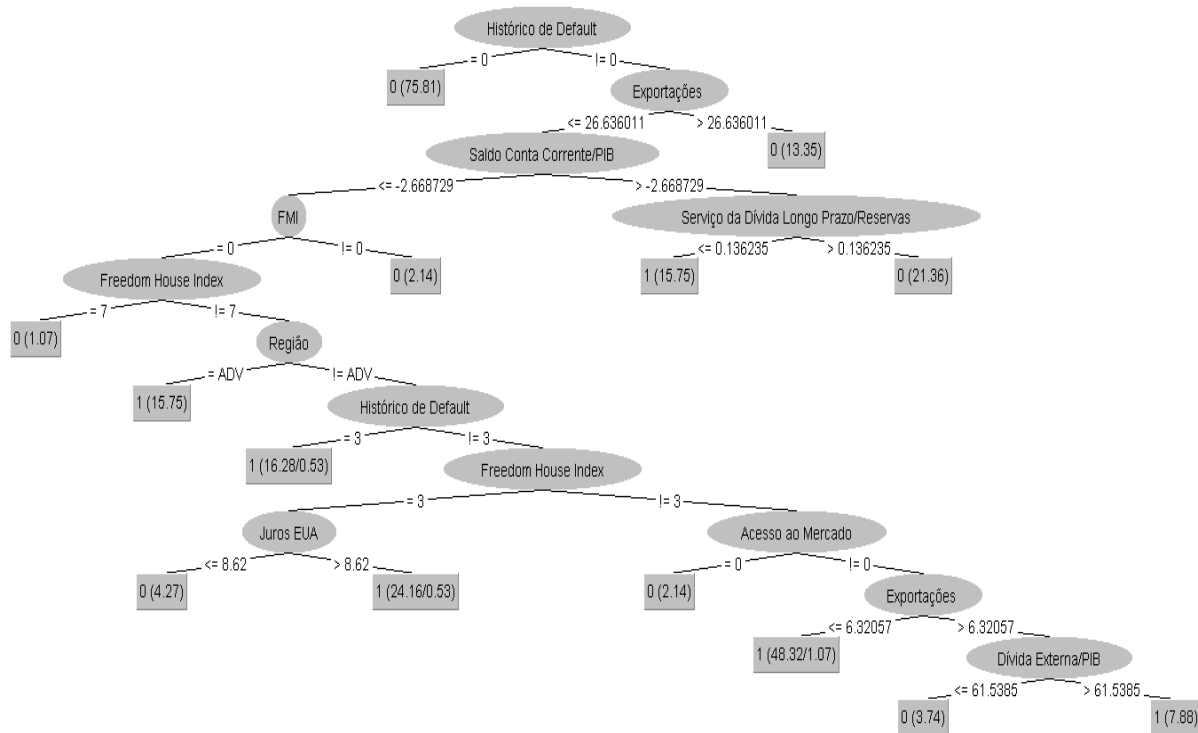 Histórico de Default
= 0
!= 0
0 (75.81)
Exportações
<= 26.636011
> 26.636011
Saldo Conta Corrente/PIB
0 (13.35)
<= -2.668729
> -2.668729
FMI
Serviço da Dívida Longo Prazo/Reservas
= 0
!= 0
<= 0.136235
> 0.136235
Freedom House Index
0 (2.14)
1 (15.75)
0 (21.36)
= 7
!= 7
0 (1.07)
Região
= ADV
!= ADV
1 (15.75)
Histórico de Default
= 3
!= 3
1 (16.28/0.53)
Freedom House Index
= 3
!= 3
Juros EUA
Acesso ao Mercado
<= 8.62
> 8.62
= 0
!= 0
0 (4.27)
1 (24.16/0.53)
0 (2.14)
Exportações
<= 6.32057
> 6.32057
1 (48.32/1.07)
Dívida Externa/PIB
<= 61.5385
> 61.5385
0 (3.74)
1 (7.88)